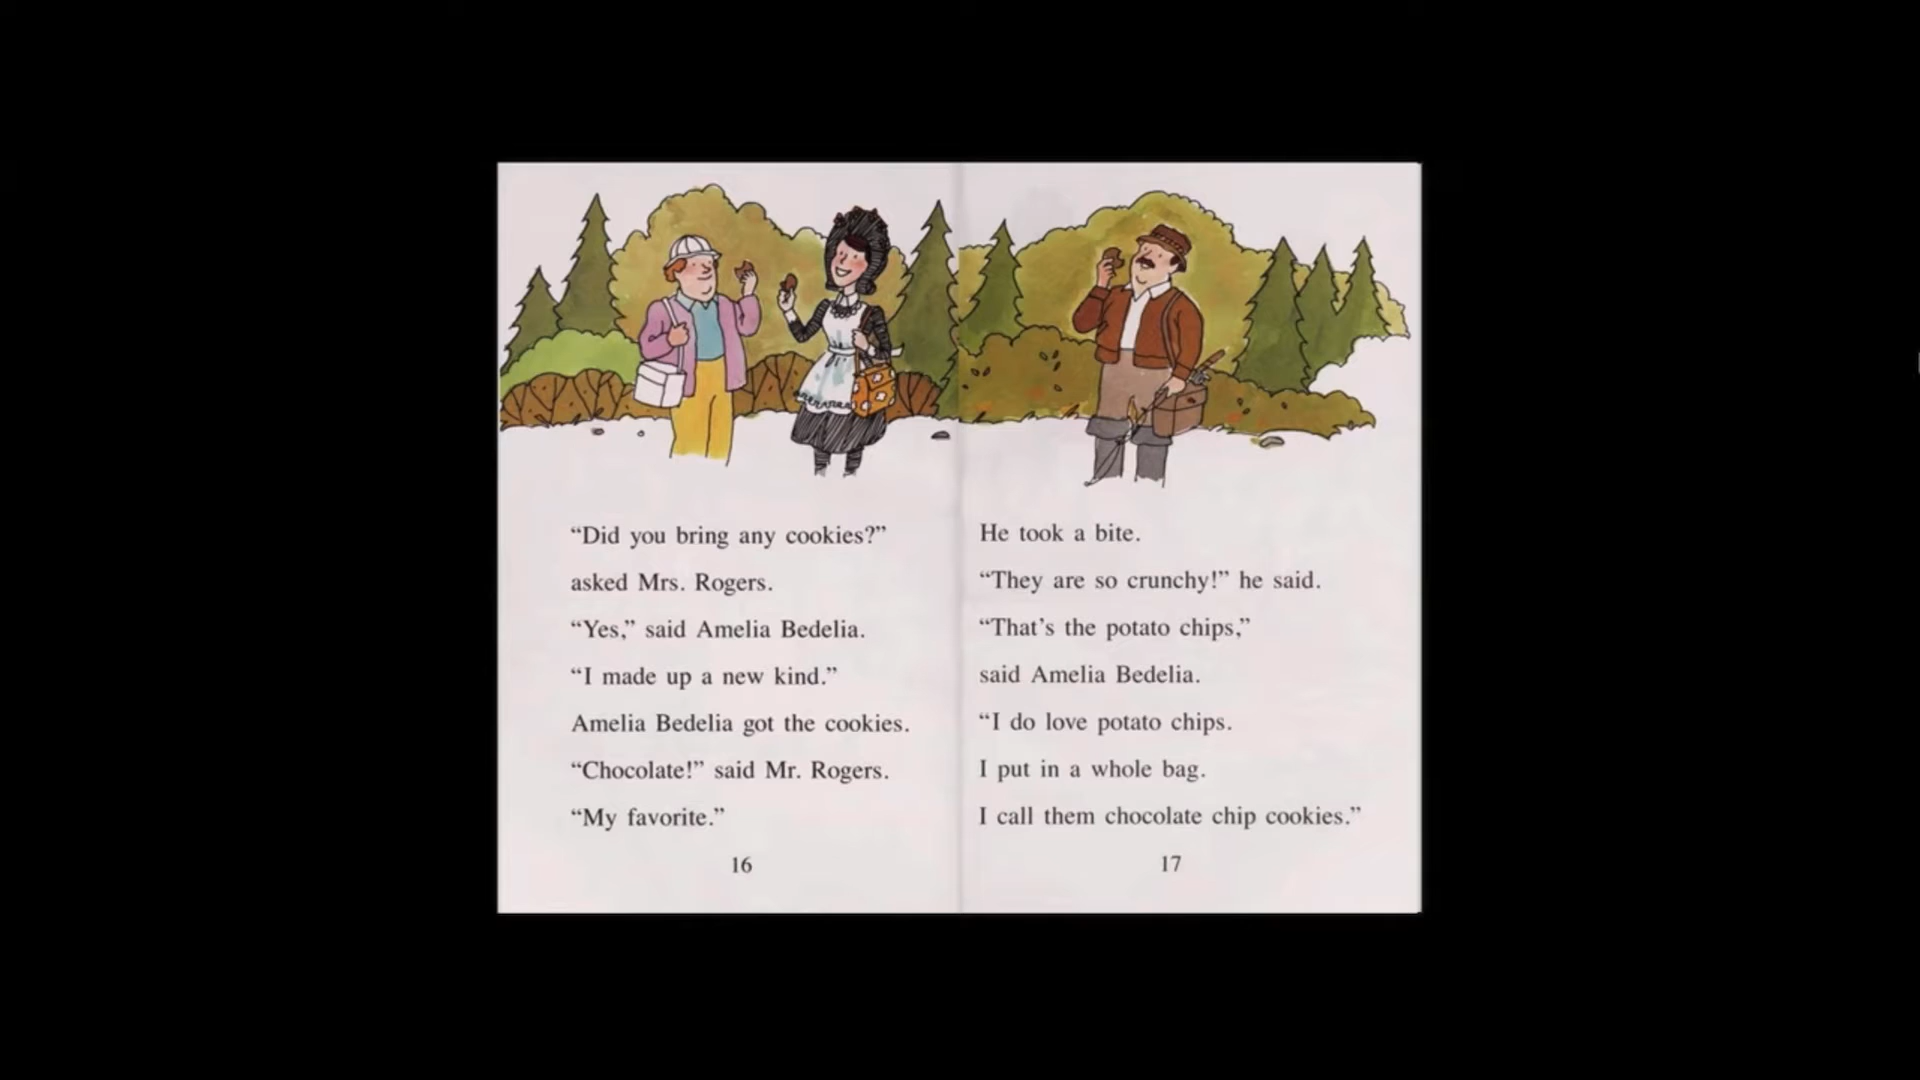 “Did you bring any cookies?”
asked Mrs. Rogers.
“Yes,” said Amelia Bedelia.
“I made up a new kind.”
Amelia Bedelia got the cookies.
“Chocolate!” said Mr. Rogers.
“My favorite.”
16
He took a bite.
“They are so crunchy!” he said.
“That’s the potato chips,”
said Amelia Bedelia.
“I do love potato chips.
I put in a whole bag.
I call them chocolate chip cookies.”
17